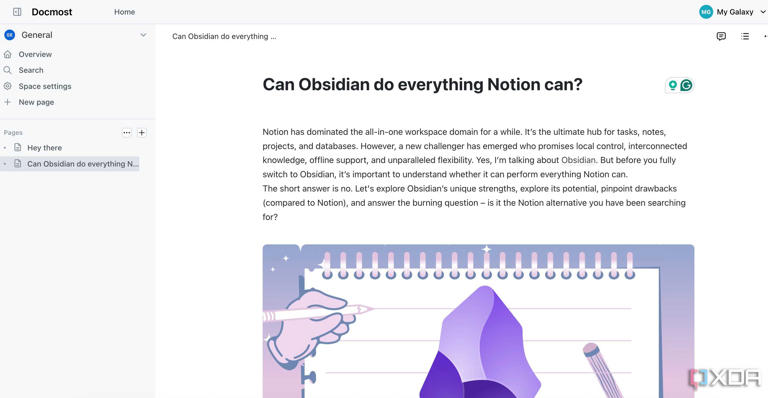 Docmost
Home
MG
My Galaxy
GE
General
Overview
Search
Space settings
New page
Pages
Hey there
Can Obsidian do everything N...
Can Obsidian do everything ...
Can Obsidian do everything Notion can?
Notion has dominated the all-in-one workspace domain for a while. It's the ultimate hub for tasks, notes,
projects, and databases. However, a new challenger has emerged who promises local control, interconnected
knowledge, offline support, and unparalleled flexibility. Yes, I'm talking about Obsidian. But before you fully
switch to Obsidian, it's important to understand whether it can perform everything Notion can.
The short answer is no. Let's explore Obsidian's unique strengths, explore its potential, pinpoint drawbacks
(compared to Notion), and answer the burning question – is it the Notion alternative you have been searching
for?
XDA